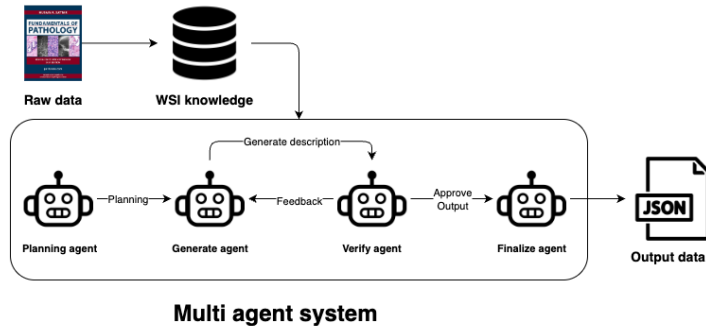 FUNDAMENTALS OF
PATHOLOGY
Raw data
WSI knowledge
Generate description
Planning
Feedback
Approve
Output
JSON
Planning agent
Generate agent
Verify agent
Finalize agent
Output data
Multi agent system